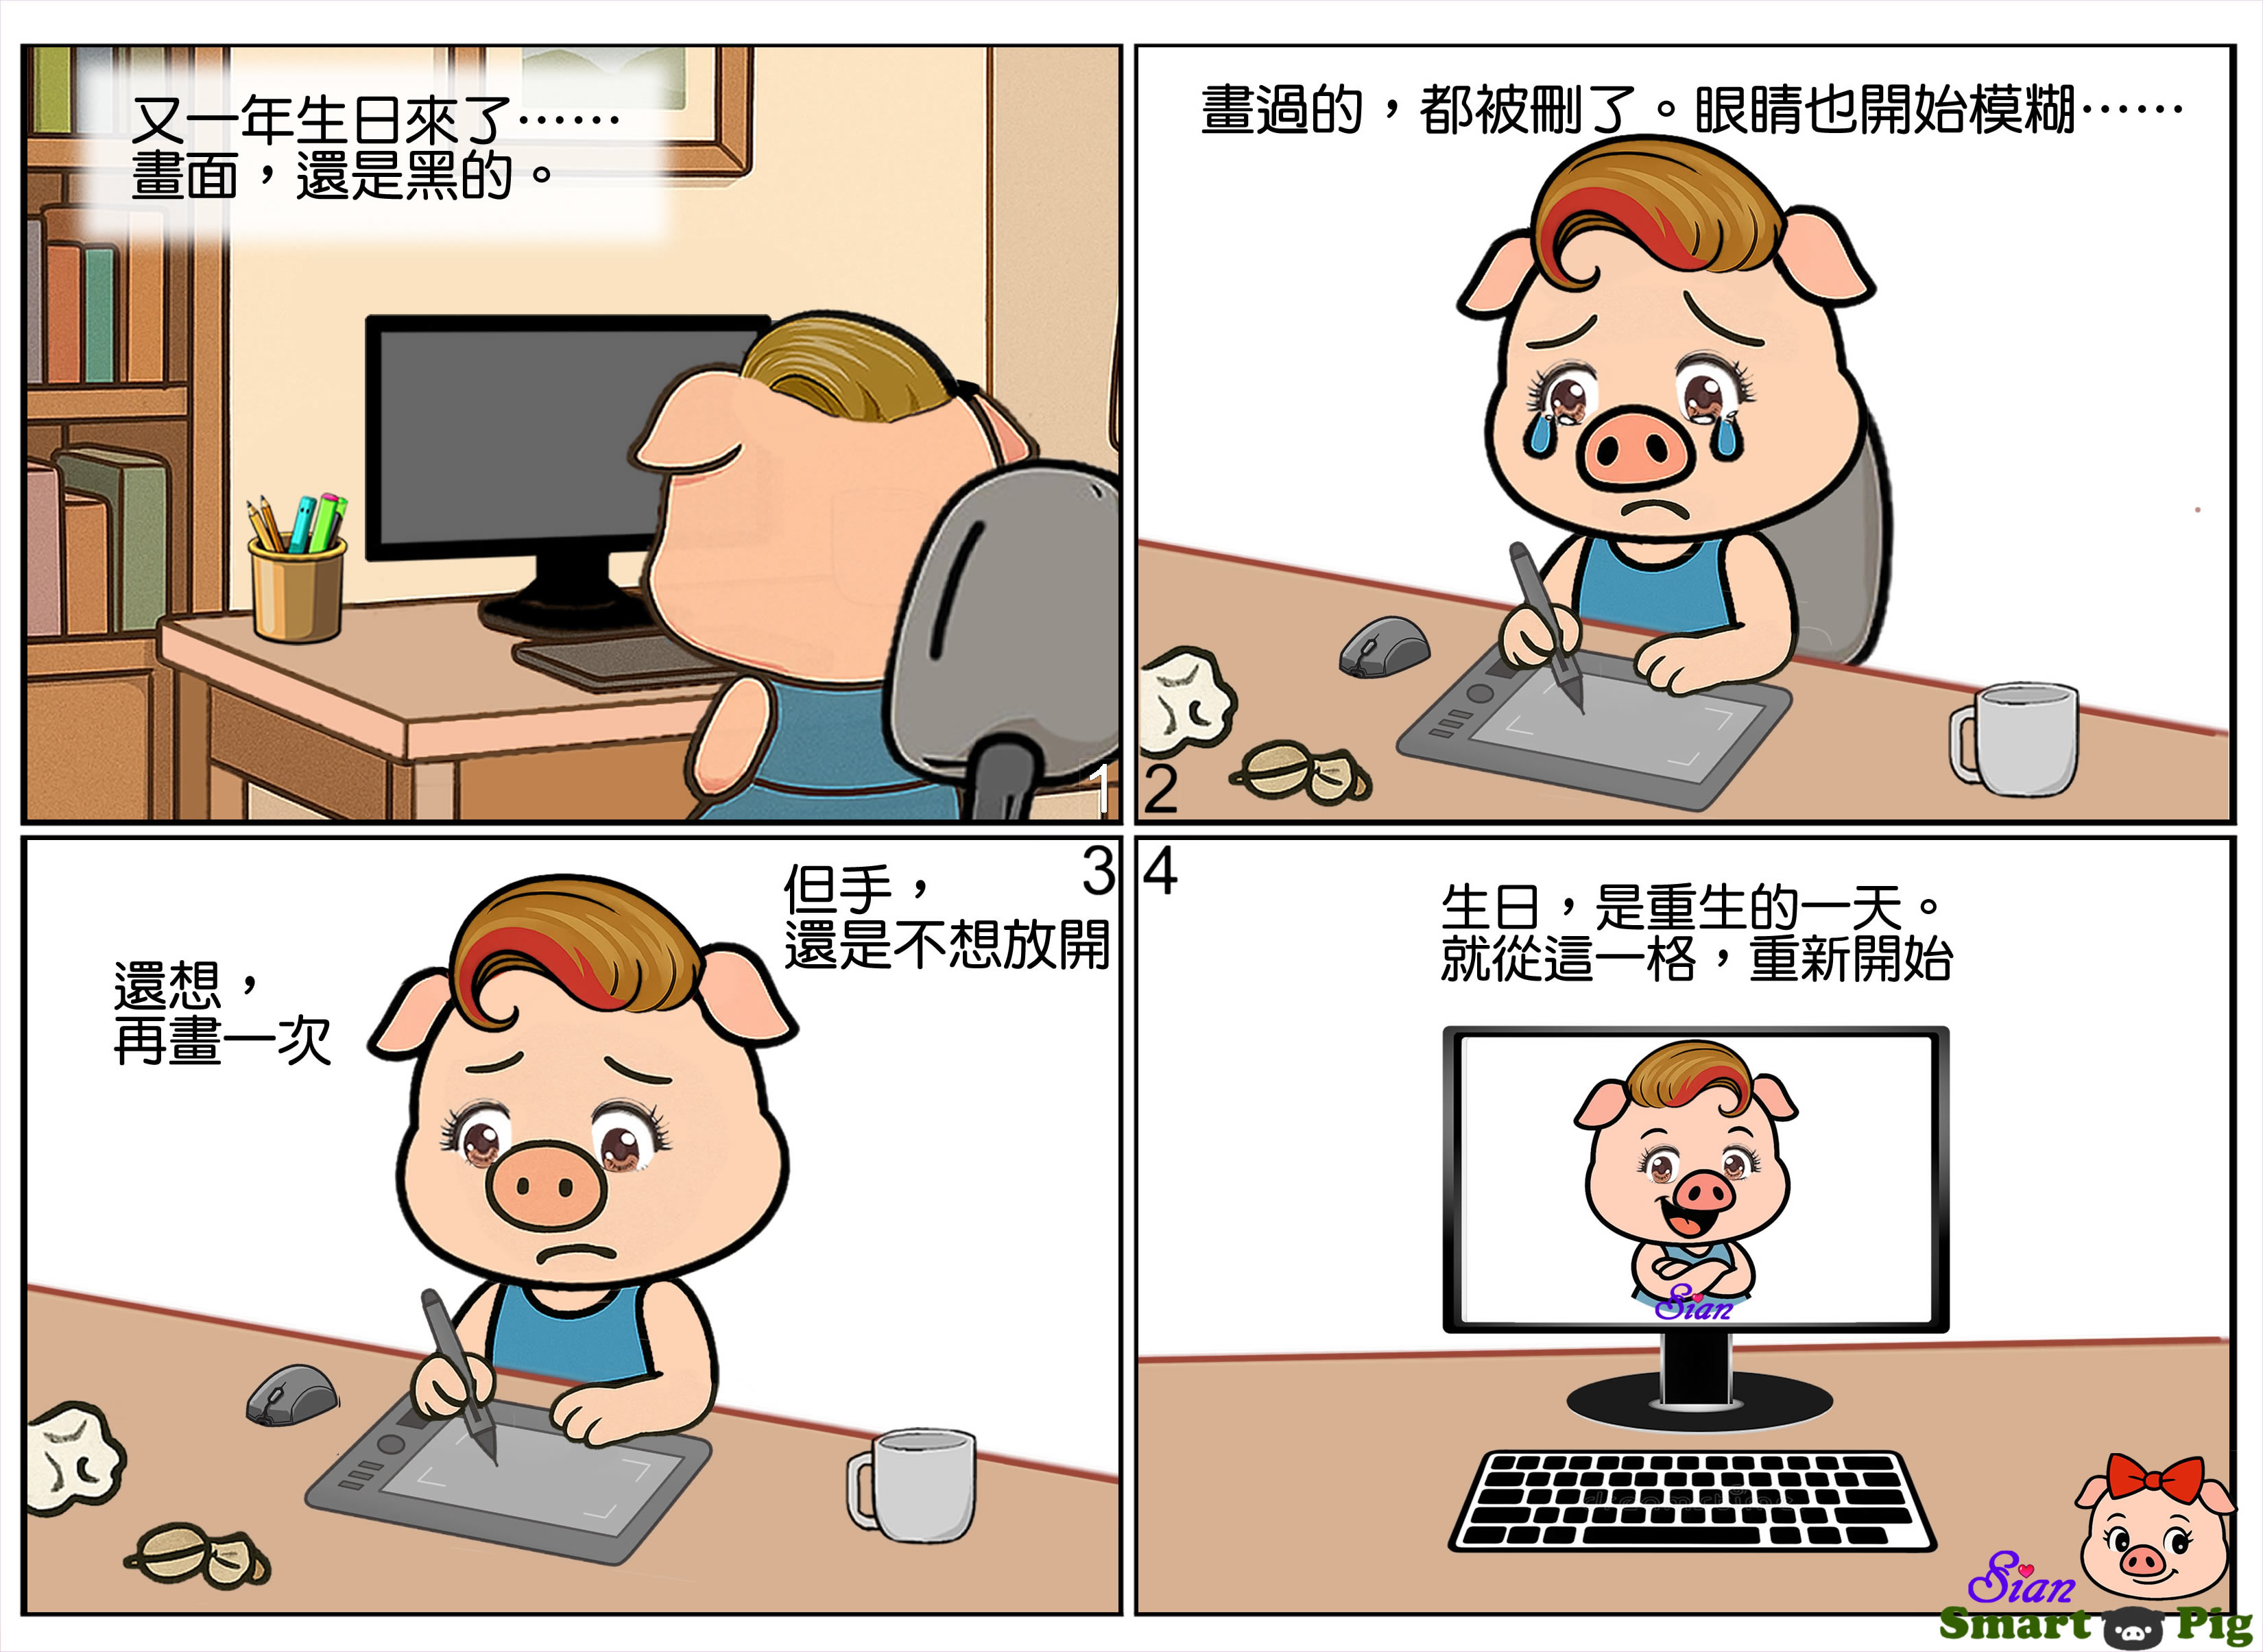 又一年生日來了……
畫面，還是黑的。
1
畫過的，都被刪了。眼睛也開始模糊……
2
還想，
再畫一次
但手，
還是不想放開
3
4
生日，是重生的一天。
就從這一格，重新開始
Sian
Sian
Smart Pig